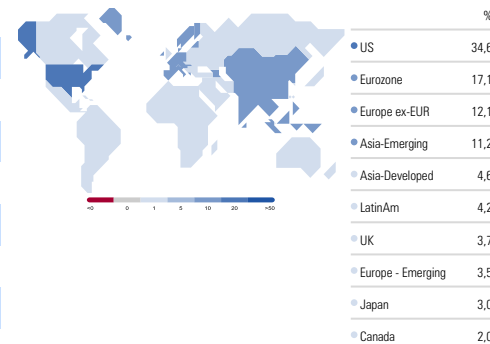 %
US 34,6
Eurozone 17,1
Europe ex-EUR 12,1
Asia-Emerging 11,2
Asia-Developed 4,6
LatinAm 4,2
UK 3,7
Europe - Emerging 3,5
Japan 3,0
Canada 2,0
<0 0 1 5 10 20 >50